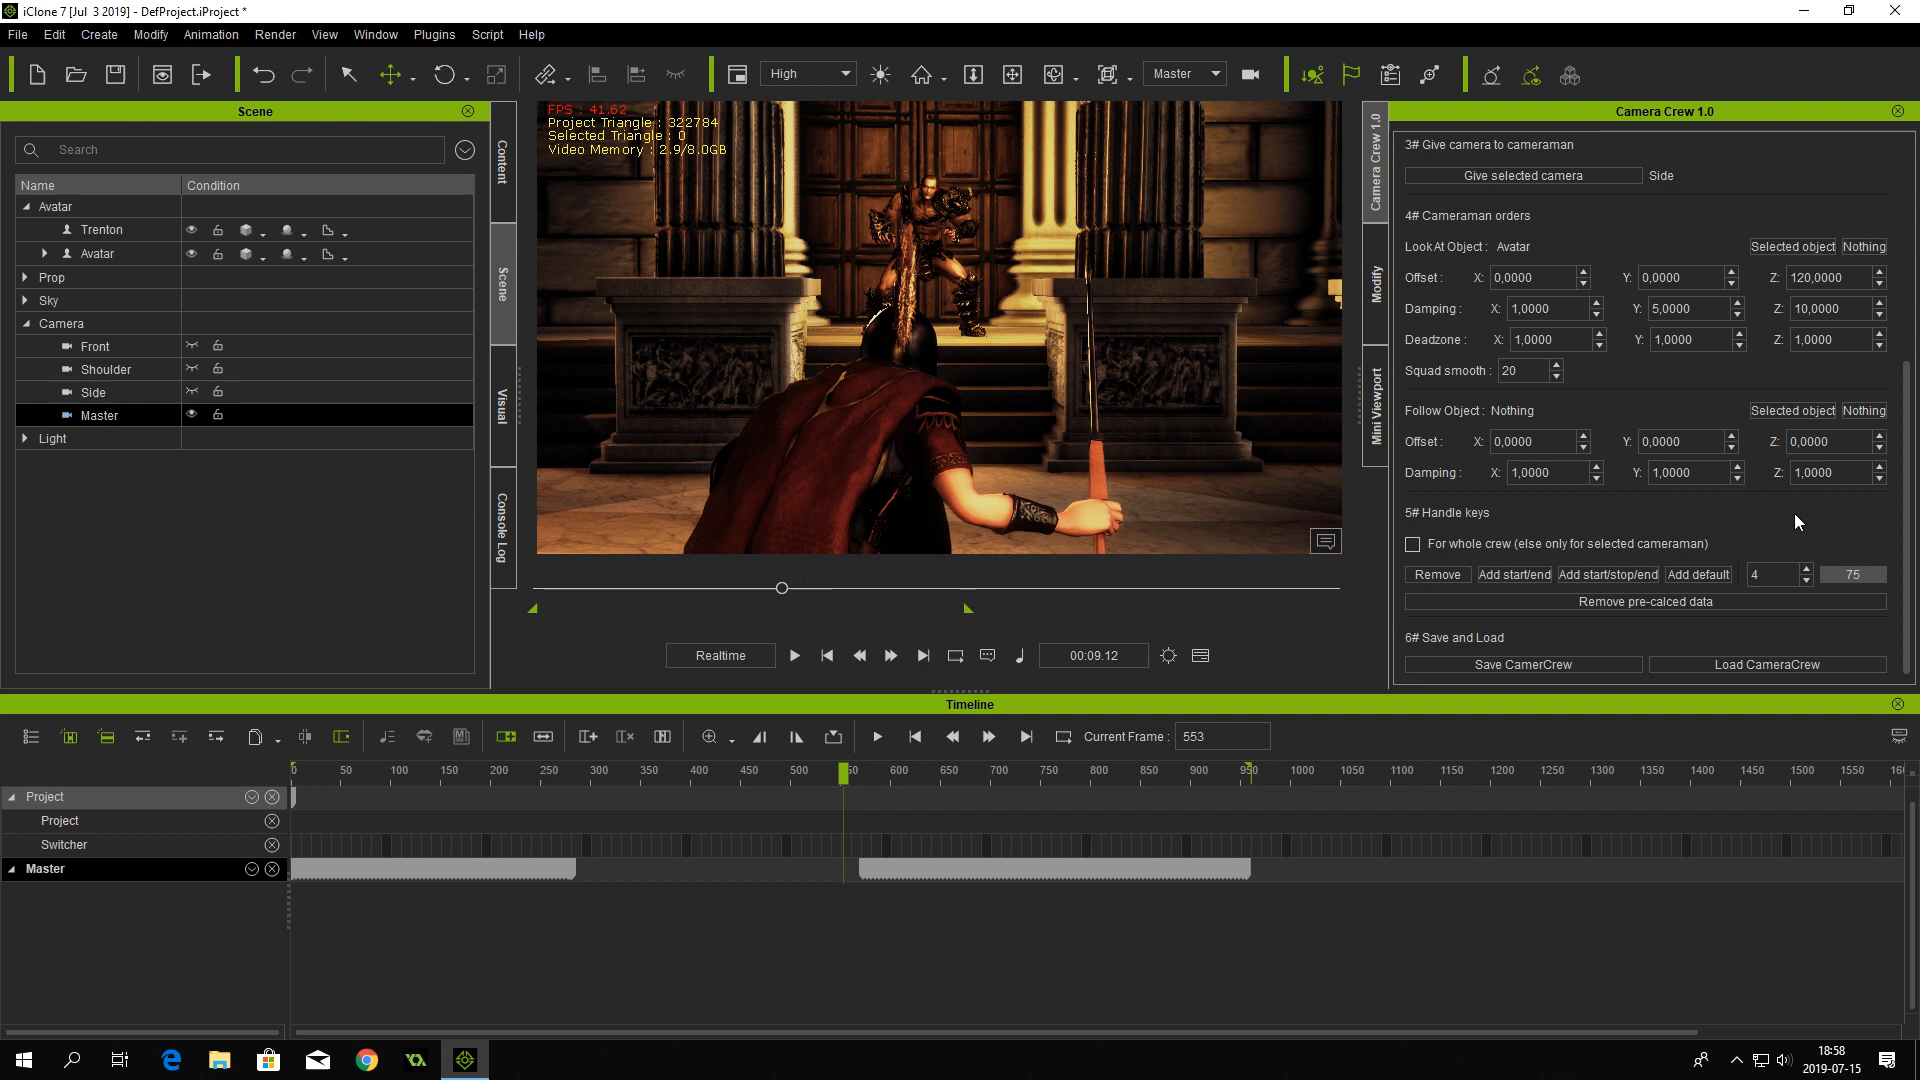 iClone 7 [Jul  3 2019] - DefProject.iProject *
File Edit Create Modify Animation Render View Window Plugins Script Help
High
Master
Scene
Search
Name Condition
Avatar
Trenton
Avatar
Prop
Sky
Camera
Front
Shoulder
Side
Master
Light
Content
Scene
Visual
Console Log
FPS : 41.62
Project Triangle : 322784
Selected Triangle : 0
Video Memory : 2.9/8.0GB
Realtime
00:09.12
Camera Crew 1.0
Modify
Mini Viewport
Camera Crew 1.0
3# Give camera to cameraman
Give selected camera Side
4# Cameraman orders
Look At Object : Avatar Selected object Nothing
Offset : X: 0,0000 Y: 0,0000 Z: 120,0000
Damping : X: 1,0000 Y: 5,0000 Z: 10,0000
Deadzone : X: 1,0000 Y: 1,0000 Z: 1,0000
Squad smooth : 20
Follow Object : Nothing Selected object Nothing
Offset : X: 0,0000 Y: 0,0000 Z: 0,0000
Damping : X: 1,0000 Y: 1,0000 Z: 1,0000
5# Handle keys
For whole crew (else only for selected cameraman)
Remove Add start/end Add start/stop/end Add default 4 75
Remove pre-calced data
6# Save and Load
Save CamerCrew Load CameraCrew
Timeline
Current Frame : 553
0 50 100 150 200 250 300 350 400 450 500 50 600 650 700 750 800 850 900 950 1000 1050 1100 1150 1200 1250 1300 1350 1400 1450 1500 1550 160
Project
Project
Switcher
Master
18:58
2019-07-15